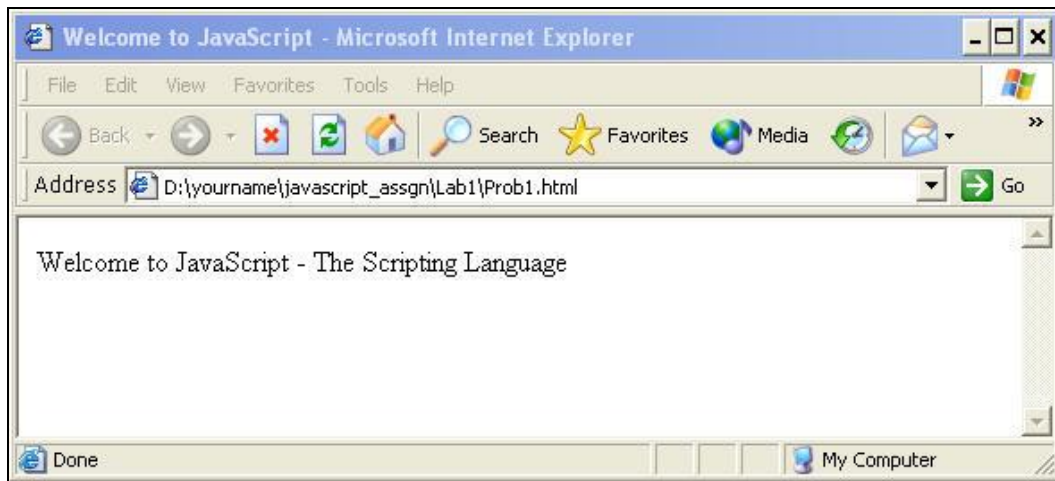 Welcome to JavaScript - Microsoft Internet Explorer
File Edit View Favorites Tools Help
Back Search Favorites Media »
Address D:\yourname\javascript_assgn\Lab1\Prob1.html Go
Welcome to JavaScript - The Scripting Language
Done My Computer